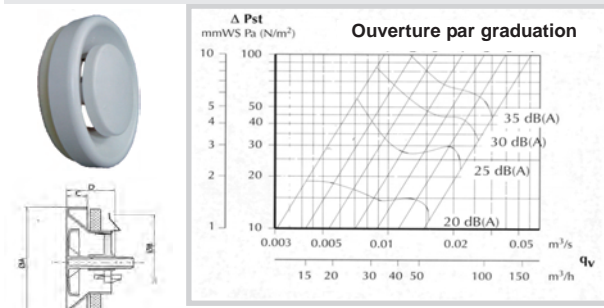 Δ Pst
mmWS Pa (N/m²)
Ouverture par graduation
10 100
5 50
4 40
3 30
2 20
1 10
35 dB(A)
30 dB(A)
25 dB(A)
20 dB(A)
0.003 0.005 0.01 0.02 0.05 m³/s
qv
15 20 30 40 50 100 150 m³/h
D
C
ØA
ØB